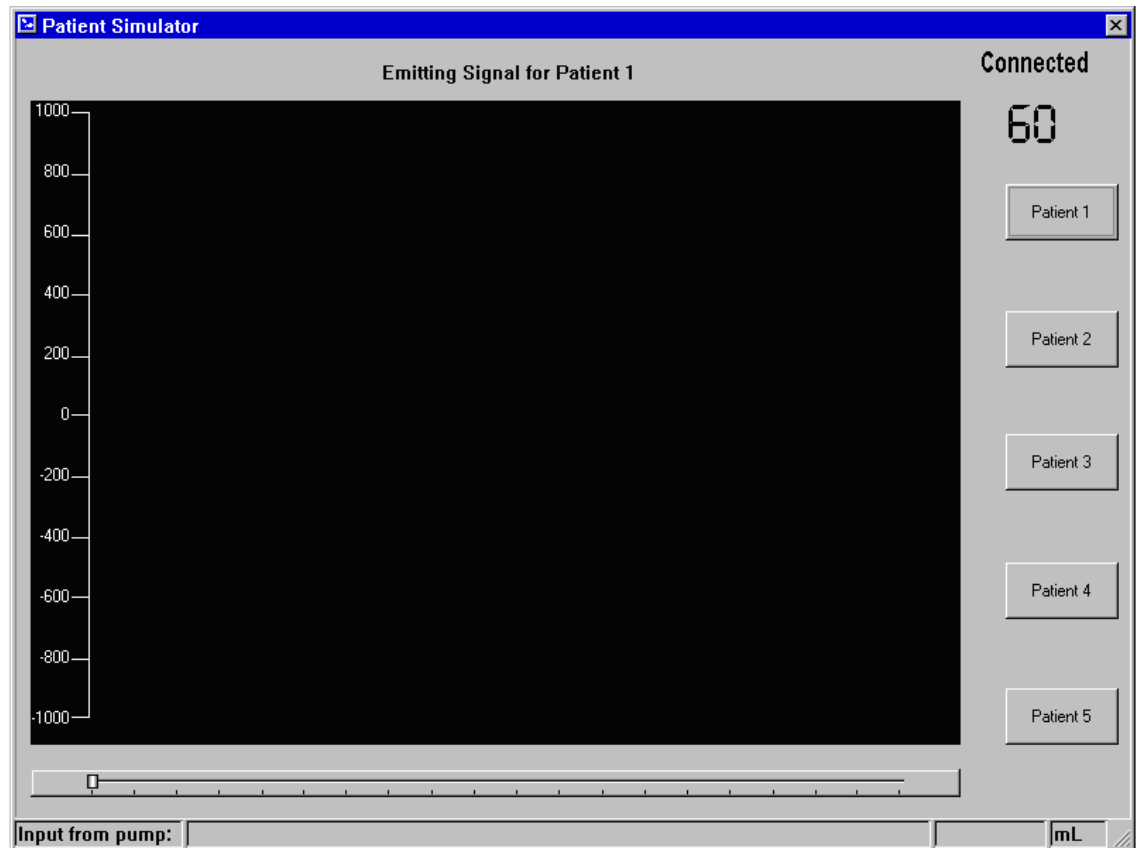 Patient Simulator
Emitting Signal for Patient 1
Connected
60
1000
800
600
400
200
0
-200
-400
-600
-800
-1000
Patient 1
Patient 2
Patient 3
Patient 4
Patient 5
Input from pump:
mL